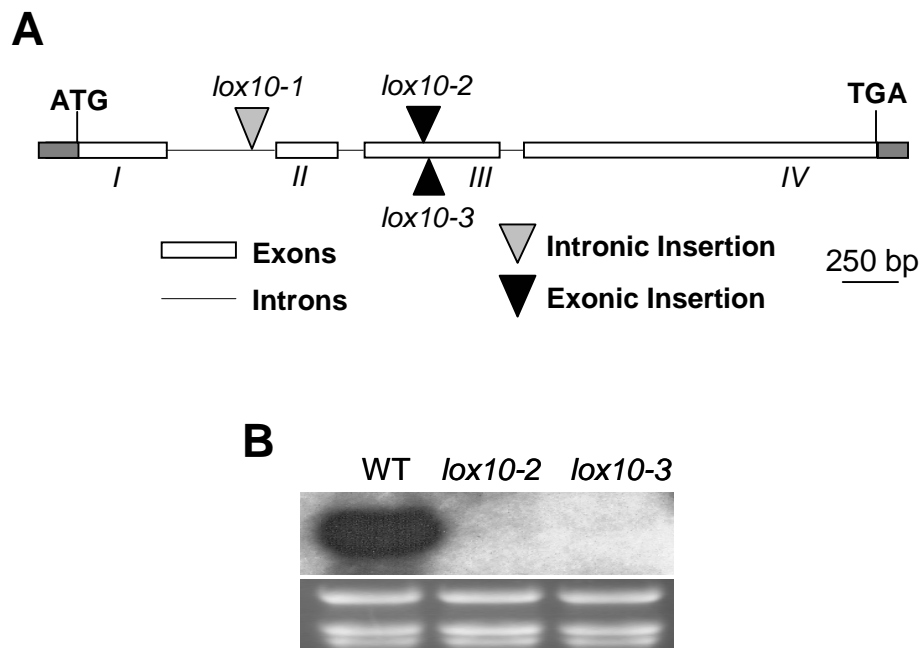 A
lox10-1
lox10-2
ATG
TGA
I
II
III
IV
lox10-3
Exons
Intronic Insertion
250 bp
Introns
Exonic Insertion
B
WT lox10-2 lox10-3